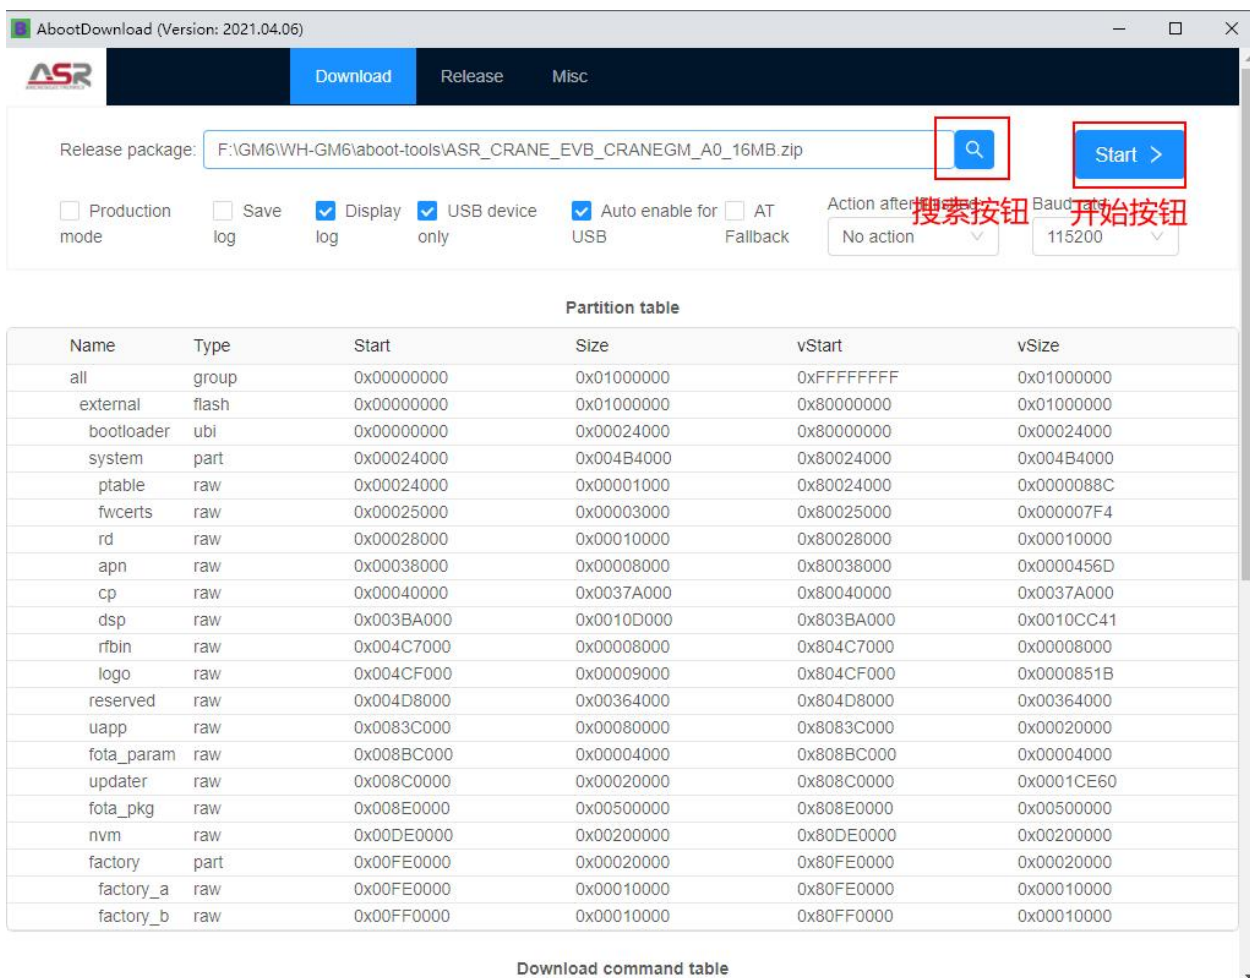 AbootDownload (Version: 2021.04.06)
ASR Download Release Misc
Release package: F:\GM6\WH-GM6\aboot-tools\ASR_CRANE_EVB_CRANEGM_A0_16MB.zip Start >
Production mode
Save log
Display log
USB device only
Auto enable for USB
AT Fallback
Action after
No action
115200
搜索按钮 开始按钮
Partition table
Name Type Start Size vStart vSize
all group 0x00000000 0x01000000 0xFFFFFFFF 0x01000000
external flash 0x00000000 0x01000000 0x80000000 0x01000000
bootloader ubi 0x00000000 0x00024000 0x80000000 0x00024000
system part 0x00024000 0x004B4000 0x80024000 0x004B4000
ptable raw 0x00024000 0x00001000 0x80024000 0x0000088C
fwcerts raw 0x00025000 0x00003000 0x80025000 0x000007F4
rd raw 0x00028000 0x00010000 0x80028000 0x00010000
apn raw 0x00038000 0x00008000 0x80038000 0x0000456D
cp raw 0x00040000 0x0037A000 0x80040000 0x0037A000
dsp raw 0x003BA000 0x0010D000 0x803BA000 0x0010CC41
rfbin raw 0x004C7000 0x00008000 0x804C7000 0x00008000
logo raw 0x004CF000 0x00009000 0x804CF000 0x0000851B
reserved raw 0x004D8000 0x00364000 0x804D8000 0x00364000
uapp raw 0x0083C000 0x00080000 0x8083C000 0x00020000
fota_param raw 0x008BC000 0x00004000 0x808BC000 0x00004000
updater raw 0x008C0000 0x00020000 0x808C0000 0x0001CE60
fota_pkg raw 0x008E0000 0x00500000 0x808E0000 0x00500000
nvm raw 0x00DE0000 0x00200000 0x80DE0000 0x00200000
factory part 0x00FE0000 0x00020000 0x80FE0000 0x00020000
factory_a raw 0x00FE0000 0x00010000 0x80FE0000 0x00010000
factory_b raw 0x00FF0000 0x00010000 0x80FF0000 0x00010000
Download command table